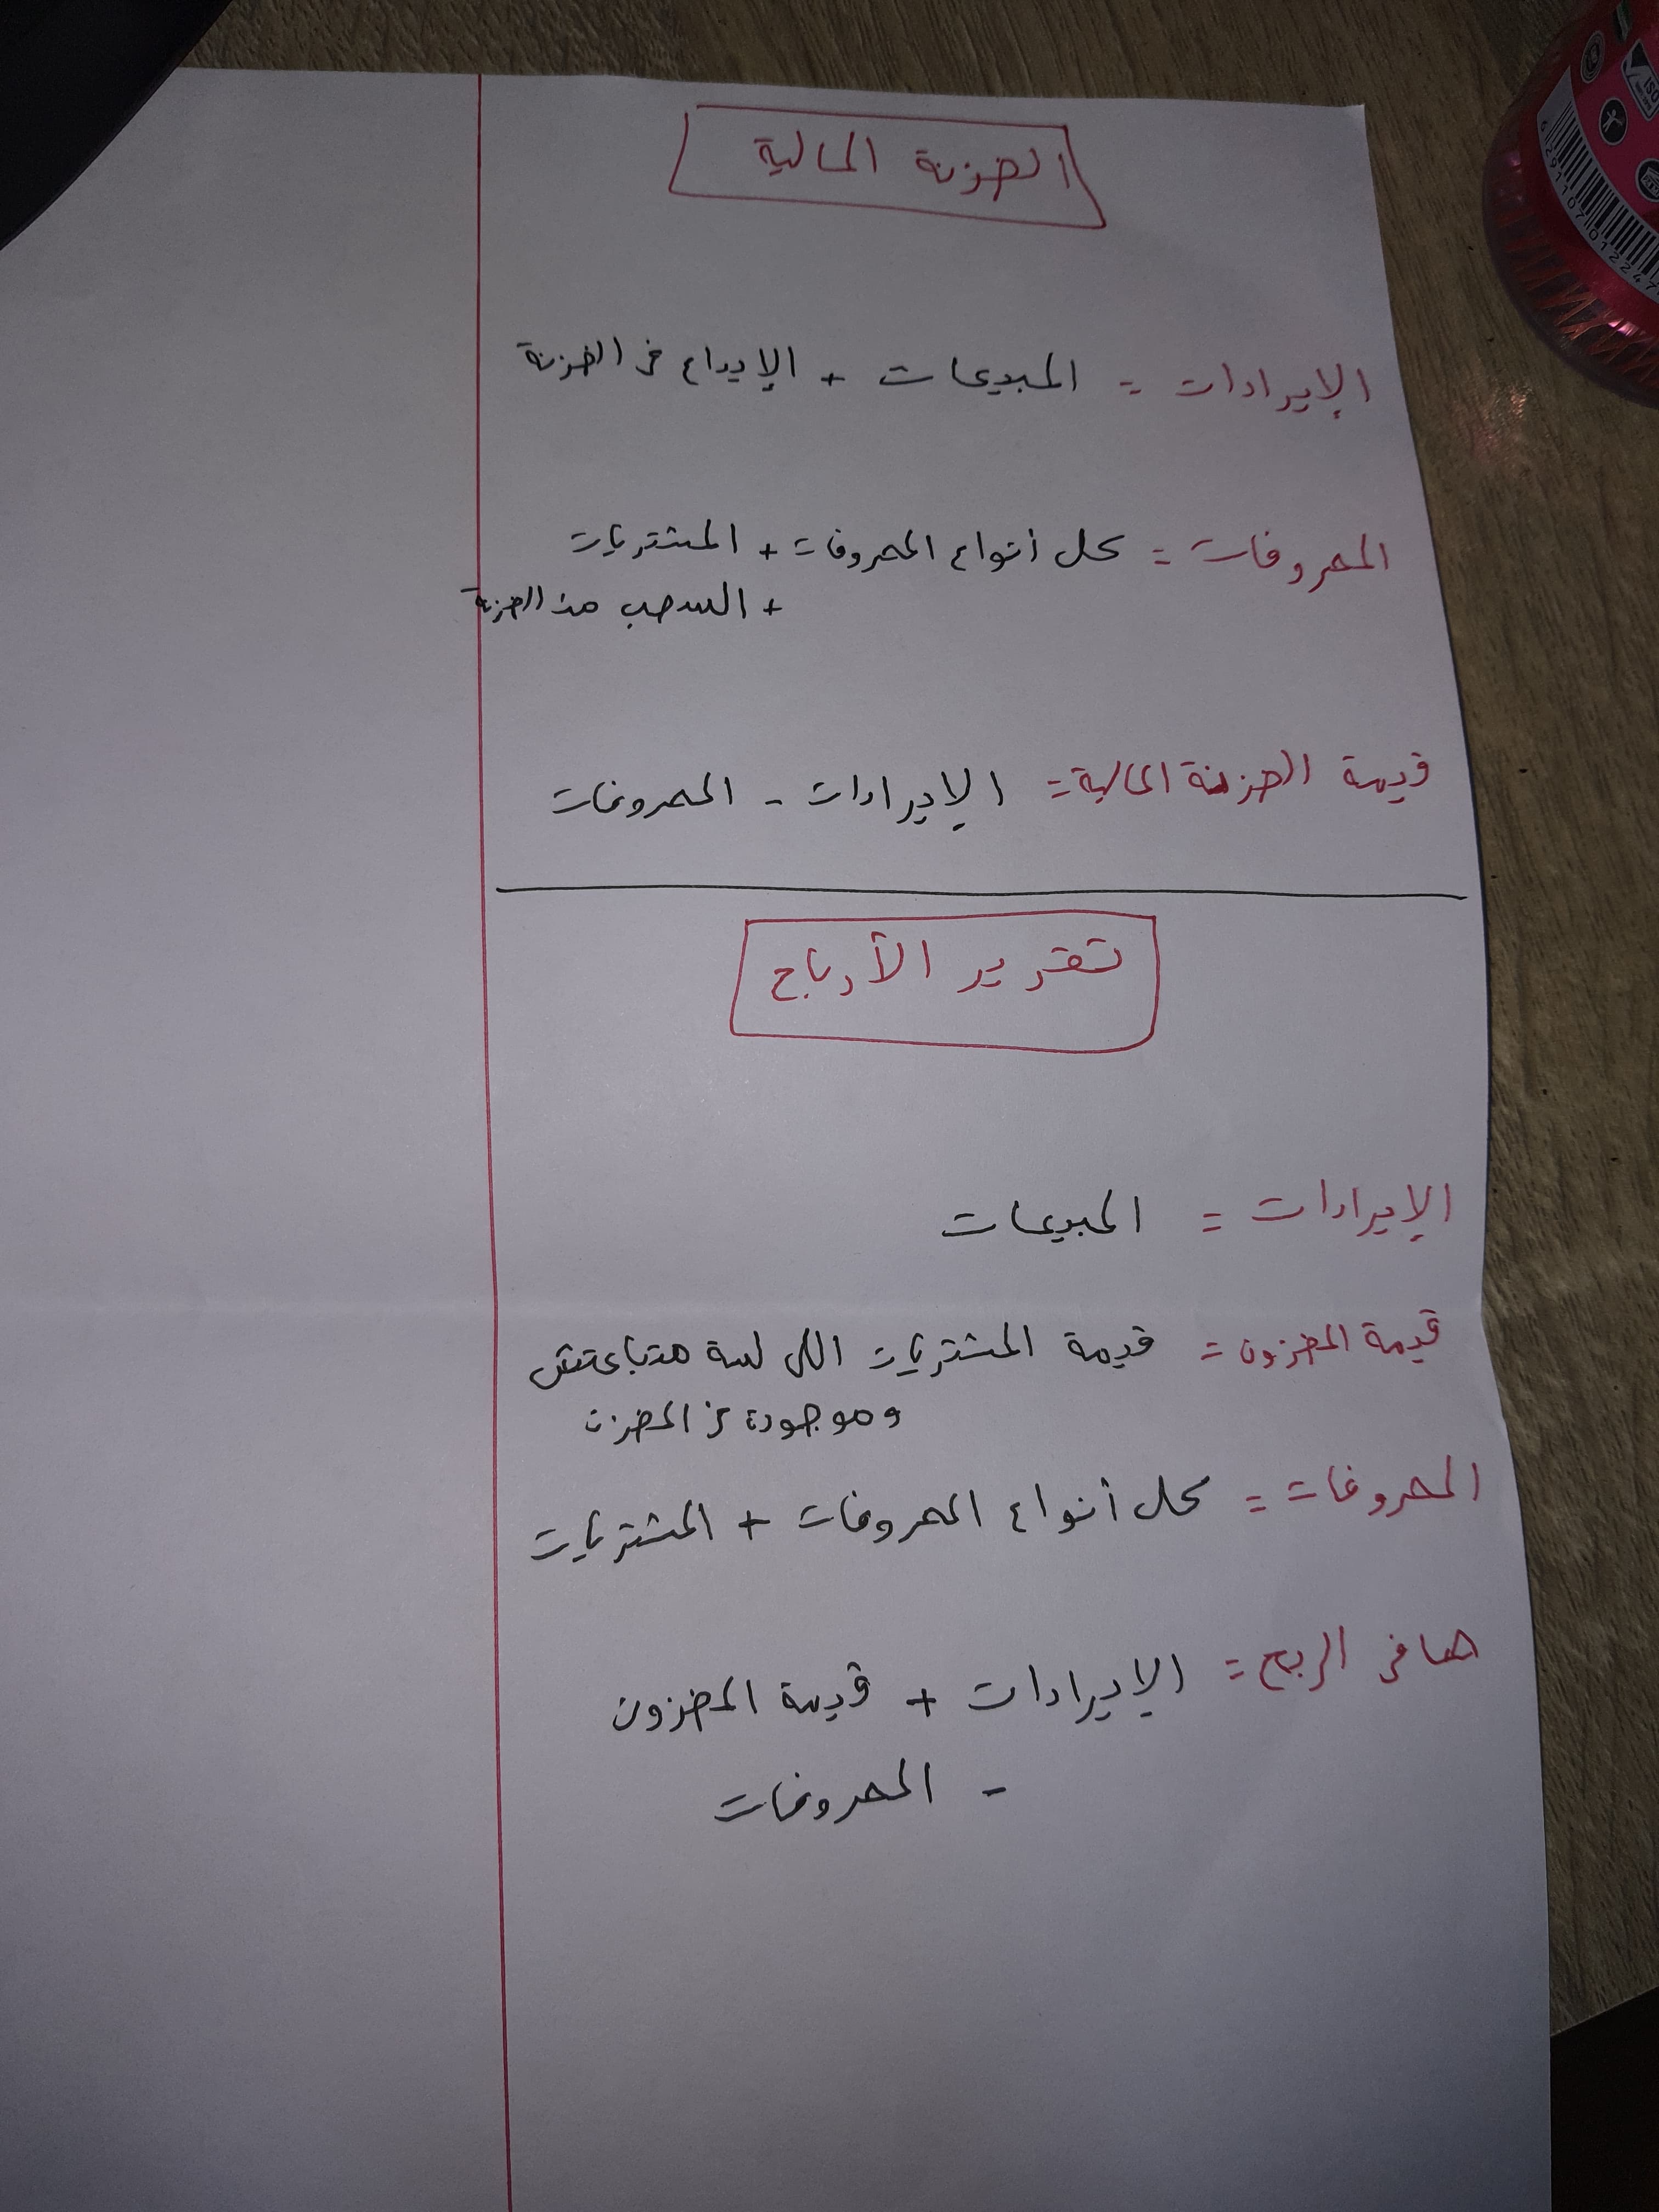 الخزنة المالية
الإيرادات = المبيعات + الإيداع في الخزنة
المصروفات = كل أنواع المصروفات + المشتريات
+ السحب من الخزنة
قيمة الخزنة المالية = الإيرادات - المصروفات
تقرير الأرباح
الإيرادات = المبيعات
قيمة المخزون = قيمة المشتريات اللي لسة متباعتش
وموجودة في المخزن
المصروفات = كل أنواع المصروفات + المشتريات
صافي الربح = الإيرادات + قيمة المخزون
- المصروفات
ISO